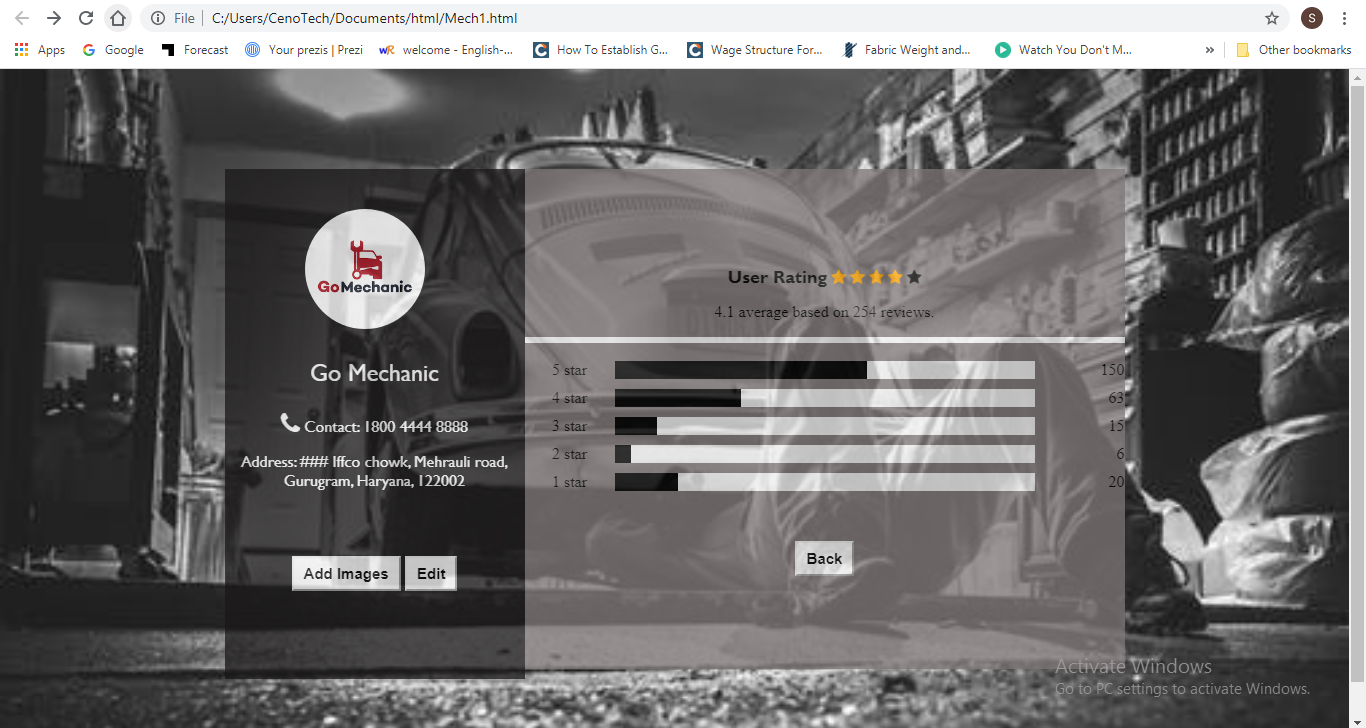 File C:/Users/CenoTech/Documents/html/Mech1.html S
Apps Google Forecast Your prezis | Prezi wR welcome - English-... How To Establish G... Wage Structure For... Fabric Weight and... Watch You Don't M... » Other bookmarks
GoMechanic
Go Mechanic
Contact: 1800 4444 8888
Address: ### Iffco chowk, Mehrauli road,
Gurugram, Haryana, 122002
Add Images Edit
User Rating
4.1 average based on 254 reviews.
5 star 150
4 star 63
3 star 15
2 star 6
1 star 20
Back
Activate Windows
Go to PC settings to activate Windows.